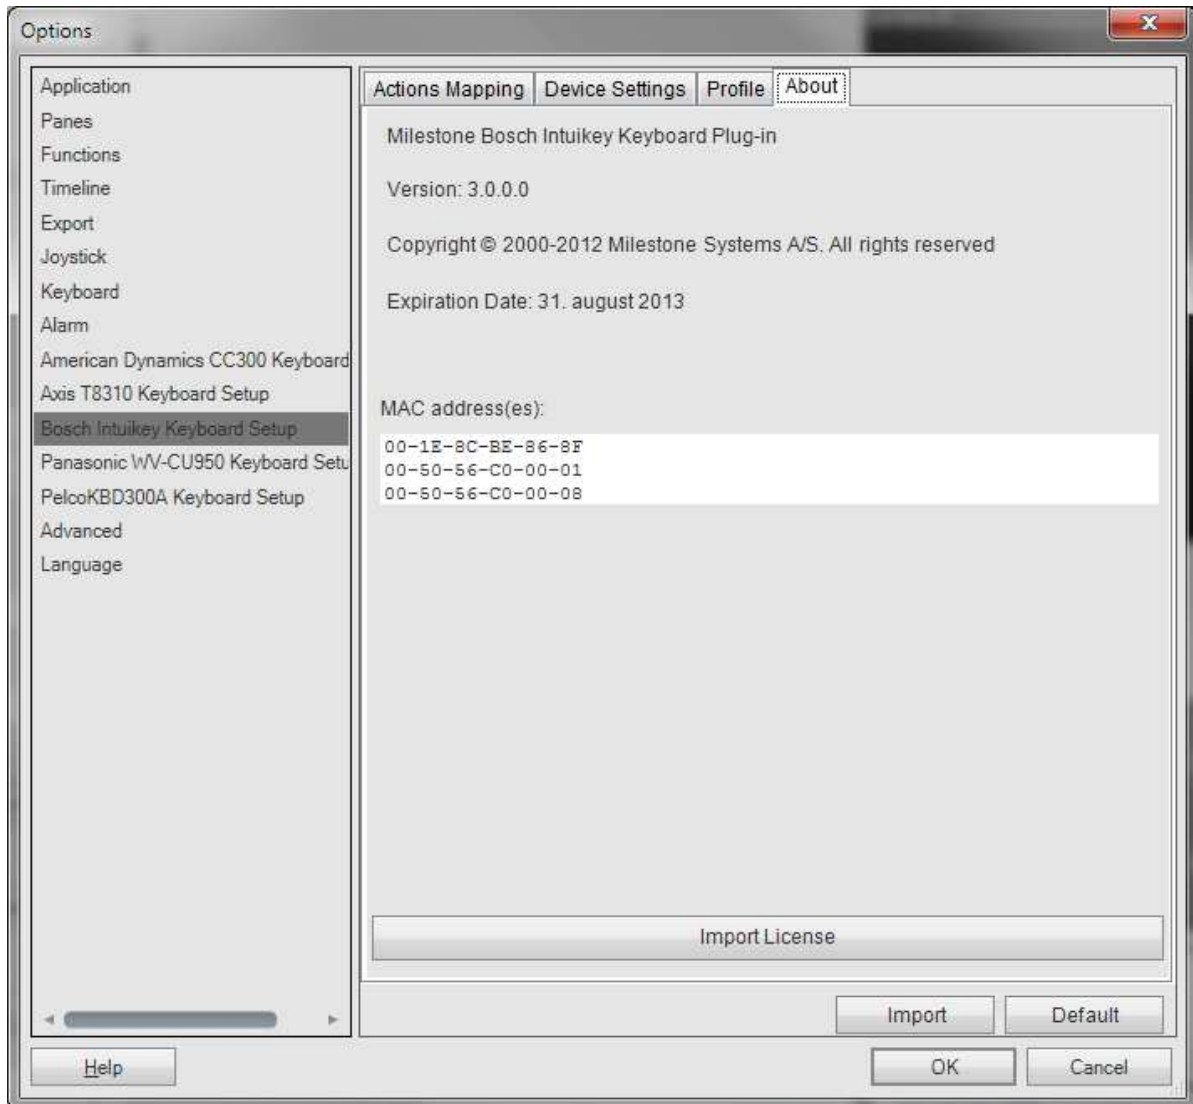 Options
Application
Panes
Functions
Timeline
Export
Joystick
Keyboard
Alarm
American Dynamics CC300 Keyboard
Axis T8310 Keyboard Setup
Bosch Intuikey Keyboard Setup
Panasonic WV-CU950 Keyboard Setu
PelcoKBD300A Keyboard Setup
Advanced
Language
Actions Mapping Device Settings Profile About
Milestone Bosch Intuikey Keyboard Plug-in
Version: 3.0.0.0
Copyright © 2000-2012 Milestone Systems A/S. All rights reserved
Expiration Date: 31. august 2013
MAC address(es):
00-1E-8C-BE-86-8F
00-50-56-C0-00-01
00-50-56-C0-00-08
Import License
Import Default
Help OK Cancel